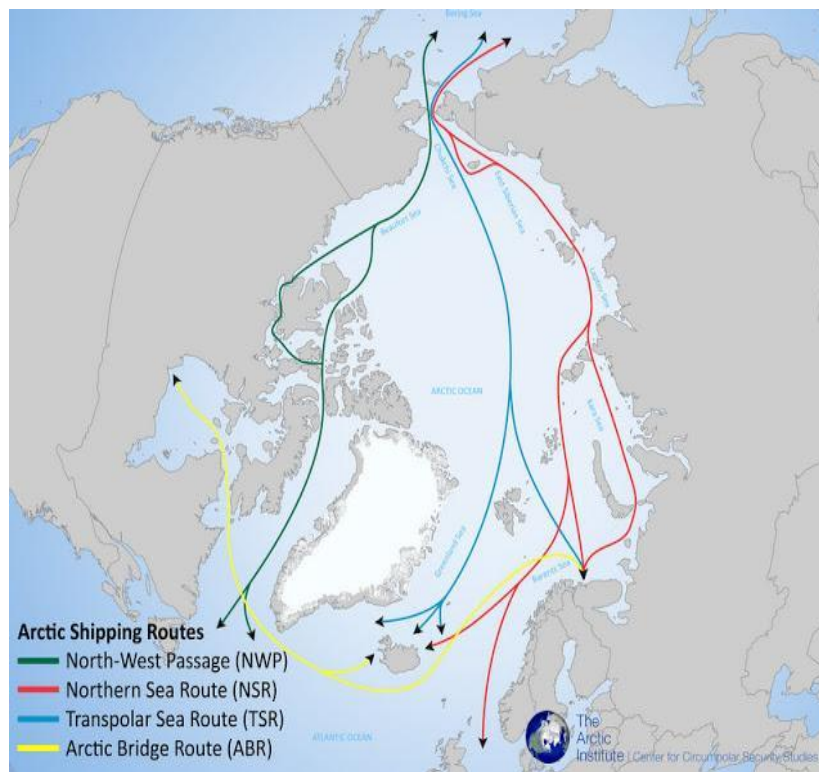 Bering Sea
Chukchi Sea
East Siberian Sea
Beaufort Sea
Laptev Sea
ARCTIC OCEAN
Kara Sea
Greenland Sea
Barents Sea
Arctic Shipping Routes
North-West Passage (NWP)
Northern Sea Route (NSR)
Transpolar Sea Route (TSR)
Arctic Bridge Route (ABR)
ATLANTIC OCEAN
The
Arctic
Institute | Center for Circumpolar Security Studies